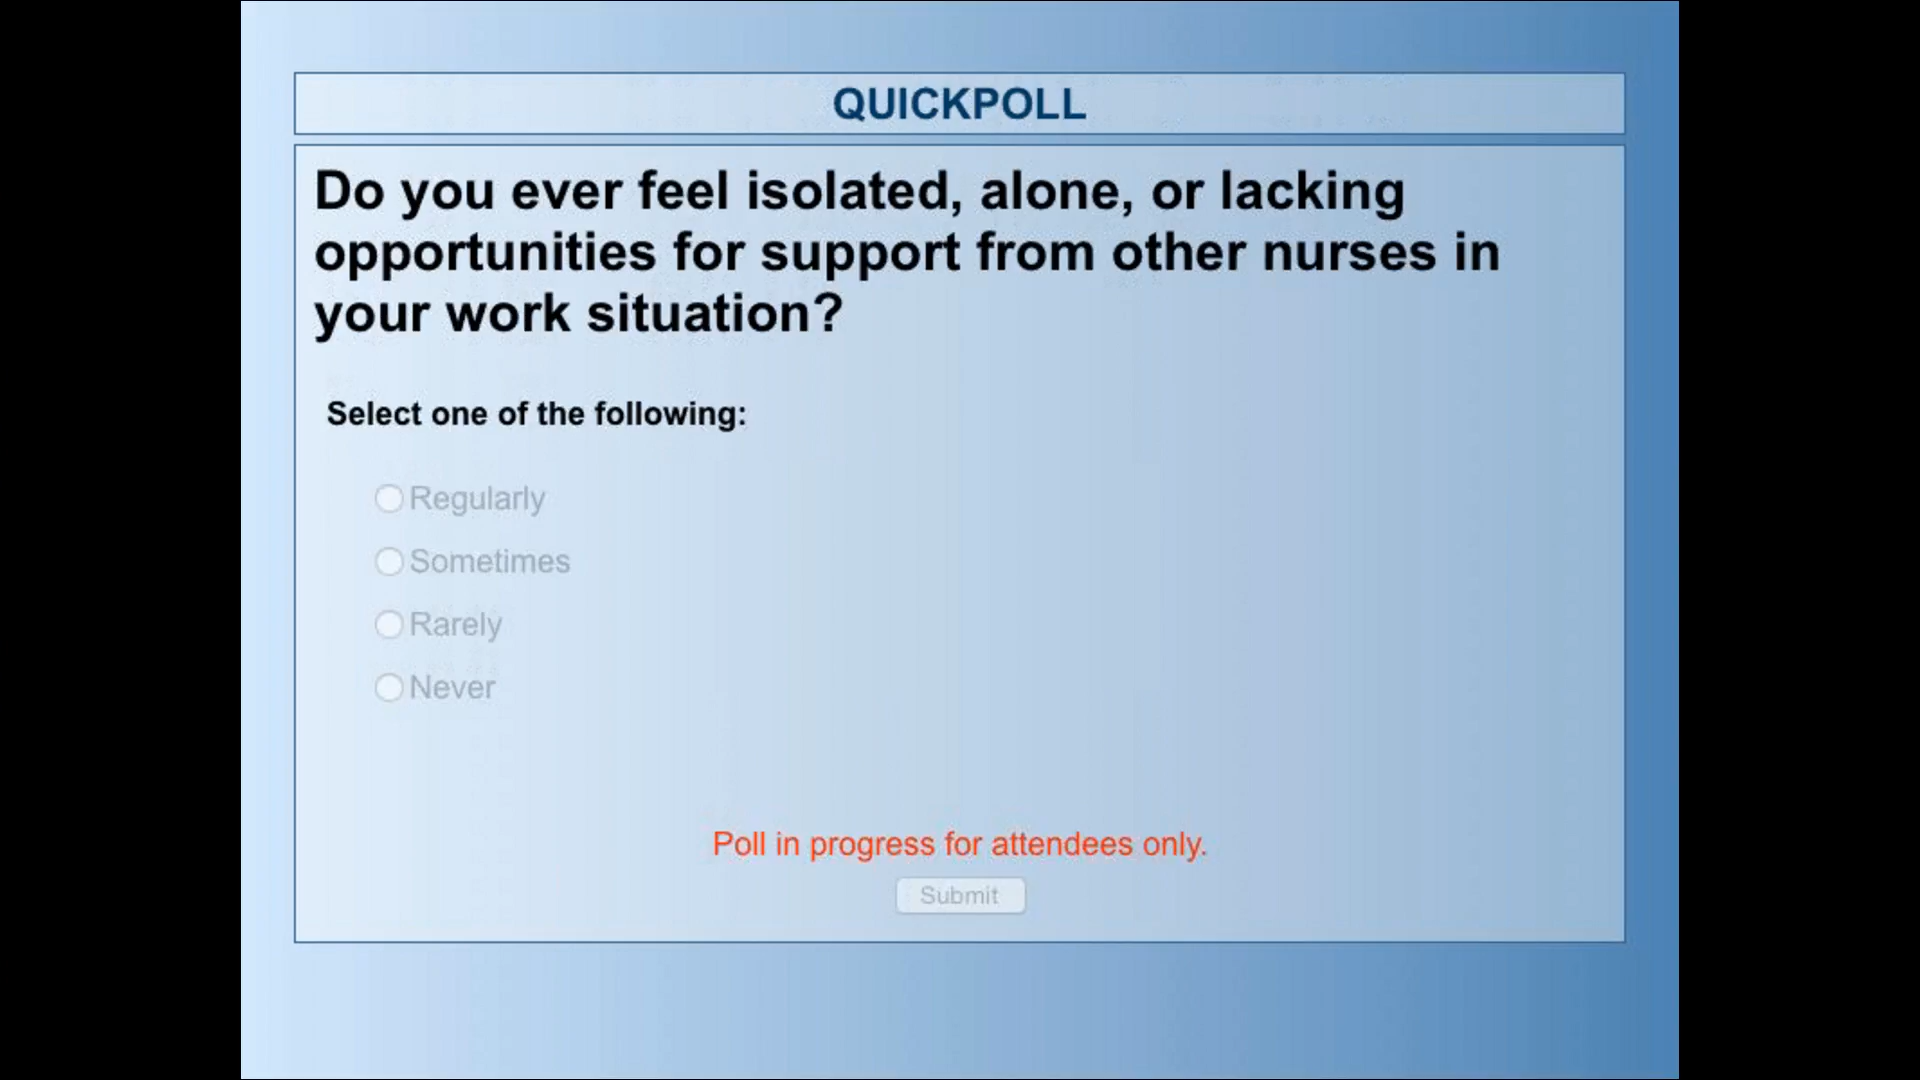 QUICKPOLL
Do you ever feel isolated, alone, or lacking
opportunities for support from other nurses in
your work situation?
Select one of the following:
Regularly
Sometimes
Rarely
Never
Poll in progress for attendees only.
Submit